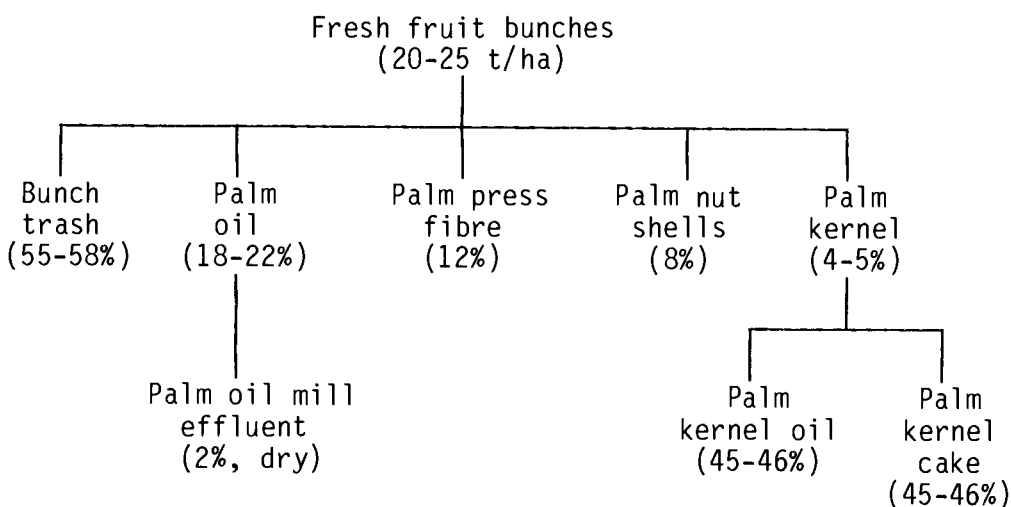 Fresh fruit bunches
(20-25 t/ha)
Bunch
trash
(55-58%)
Palm
oil
(18-22%)
Palm press
fibre
(12%)
Palm nut
shells
(8%)
Palm
kernel
(4-5%)
Palm oil mill
effluent
(2%, dry)
Palm
kernel oil
(45-46%)
Palm
kernel
cake
(45-46%)